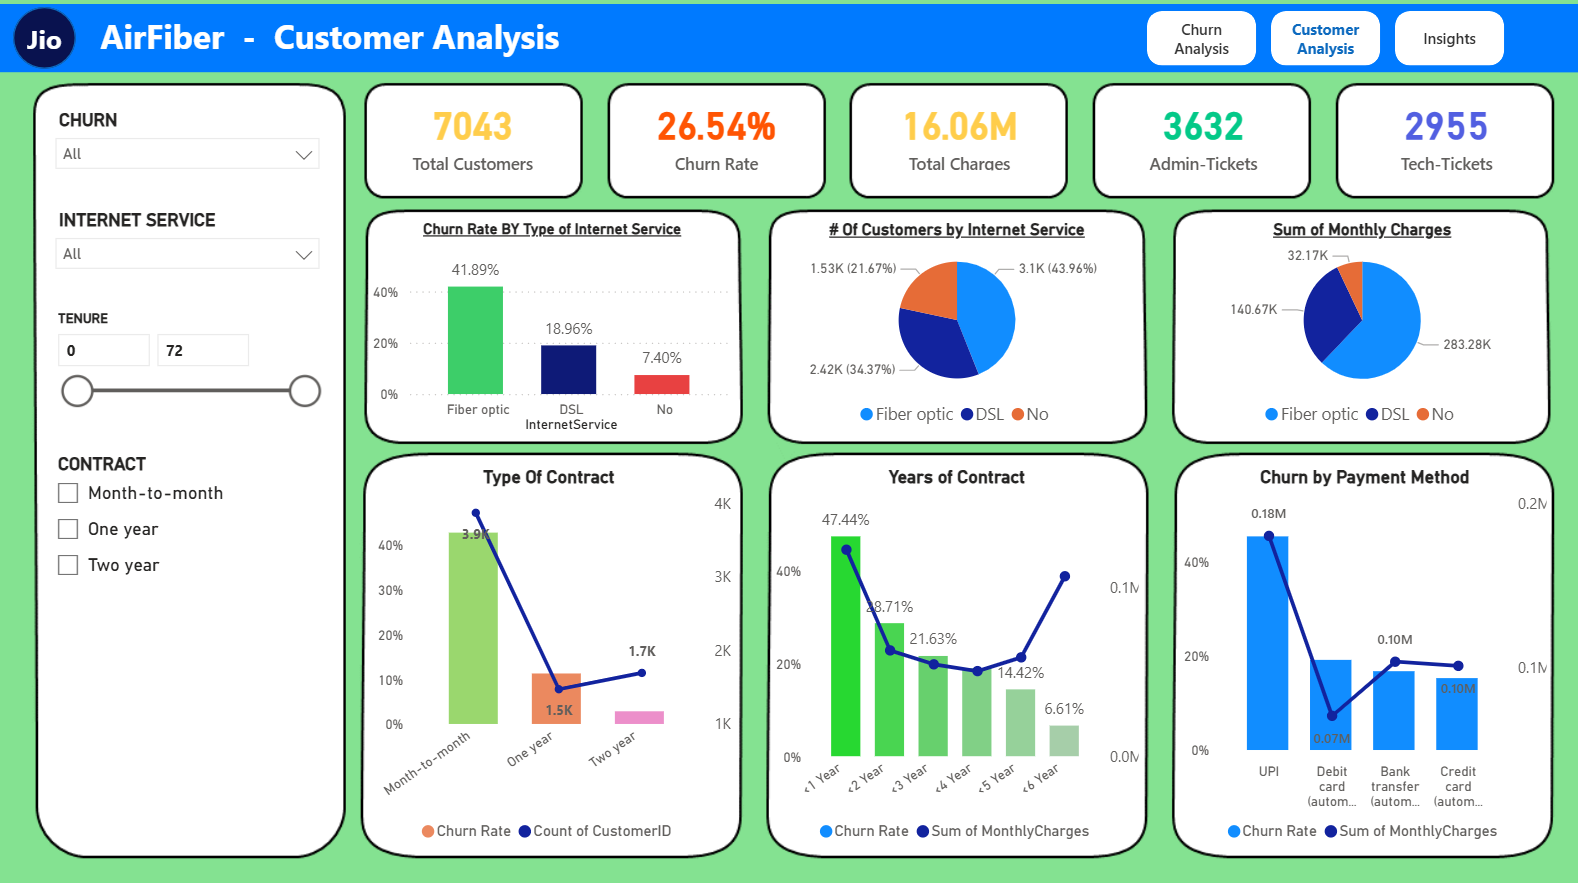 Jio
AirFiber - Customer Analysis
Churn
Analysis
Customer
Analysis
Insights
CHURN
All
INTERNET SERVICE
All
TENURE
0
72
CONTRACT
Month-to-month
One year
Two year
7043
Total Customers
26.54%
Churn Rate
16.06M
Total Charges
3632
Admin-Tickets
2955
Tech-Tickets
Churn Rate BY Type of Internet Service
41.89%
18.96%
7.40%
40%
20%
0%
Fiber optic
DSL
No
InternetService
# Of Customers by Internet Service
1.53K (21.67%)
3.1K (43.96%)
2.42K (34.37%)
Fiber optic
DSL
No
Sum of Monthly Charges
32.17K
140.67K
283.28K
Fiber optic
DSL
No
Type Of Contract
4K
3K
2K
1K
40%
30%
20%
10%
0%
3.9K
1.5K
1.7K
Month-to-month
One year
Two year
Churn Rate
Count of CustomerID
Years of Contract
47.44%
28.71%
21.63%
14.42%
6.61%
40%
20%
0%
0.1M
0.0M
<1 Year
<2 Year
<3 Year
<4 Year
<5 Year
<6 Year
Churn Rate
Sum of MonthlyCharges
Churn by Payment Method
0.2M
0.1M
0.18M
0.07M
0.10M
0.10M
40%
20%
0%
UPI
Debit
card
(autom...
Bank
transfer
(autom...
Credit
card
(autom...
Churn Rate
Sum of MonthlyCharges